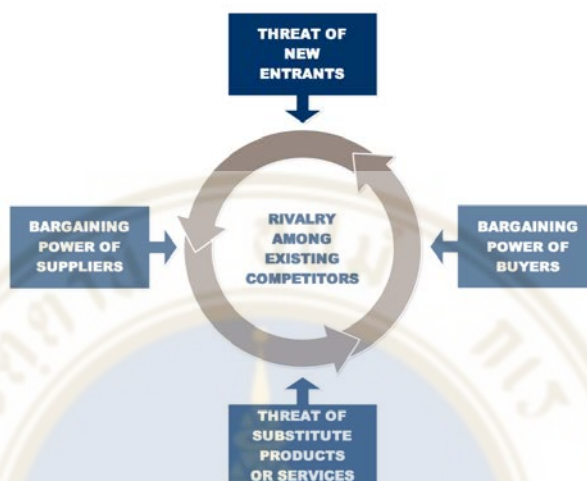 THREAT OF
NEW
ENTRANTS
BARGAINING
POWER OF
SUPPLIERS
RIVALRY
AMONG
EXISTING
COMPETITORS
BARGAINING
POWER OF
BUYERS
THREAT OF
SUBSTITUTE
PRODUCTS
OR SERVICES